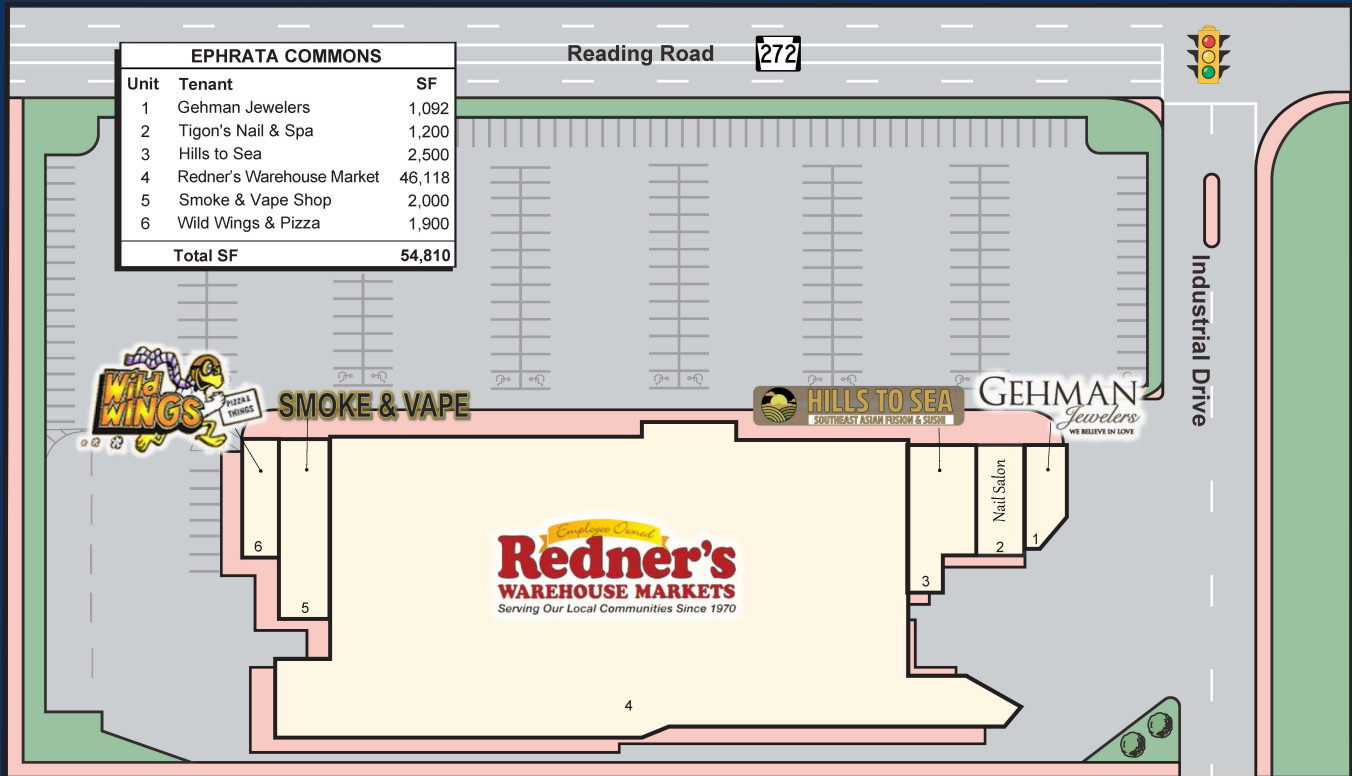 Reading Road 272
EPHRATA COMMONS
Unit Tenant SF
1 Gehman Jewelers 1,092
2 Tigon's Nail & Spa 1,200
3 Hills to Sea 2,500
4 Redner's Warehouse Market 46,118
5 Smoke & Vape Shop 2,000
6 Wild Wings & Pizza 1,900
Total SF 54,810
Industrial Drive
Wild
WINGS
PIZZA &
THINGS
SMOKE & VAPE
HILLS TO SEA
SOUTHEAST ASIAN FUSION & SUSHI
GEHMAN
Jewelers
WE BELIEVE IN LOVE
Nail Salon
6
5
Employee Owned
Redner's
WAREHOUSE MARKETS
Serving Our Local Communities Since 1970
3
2
1
4